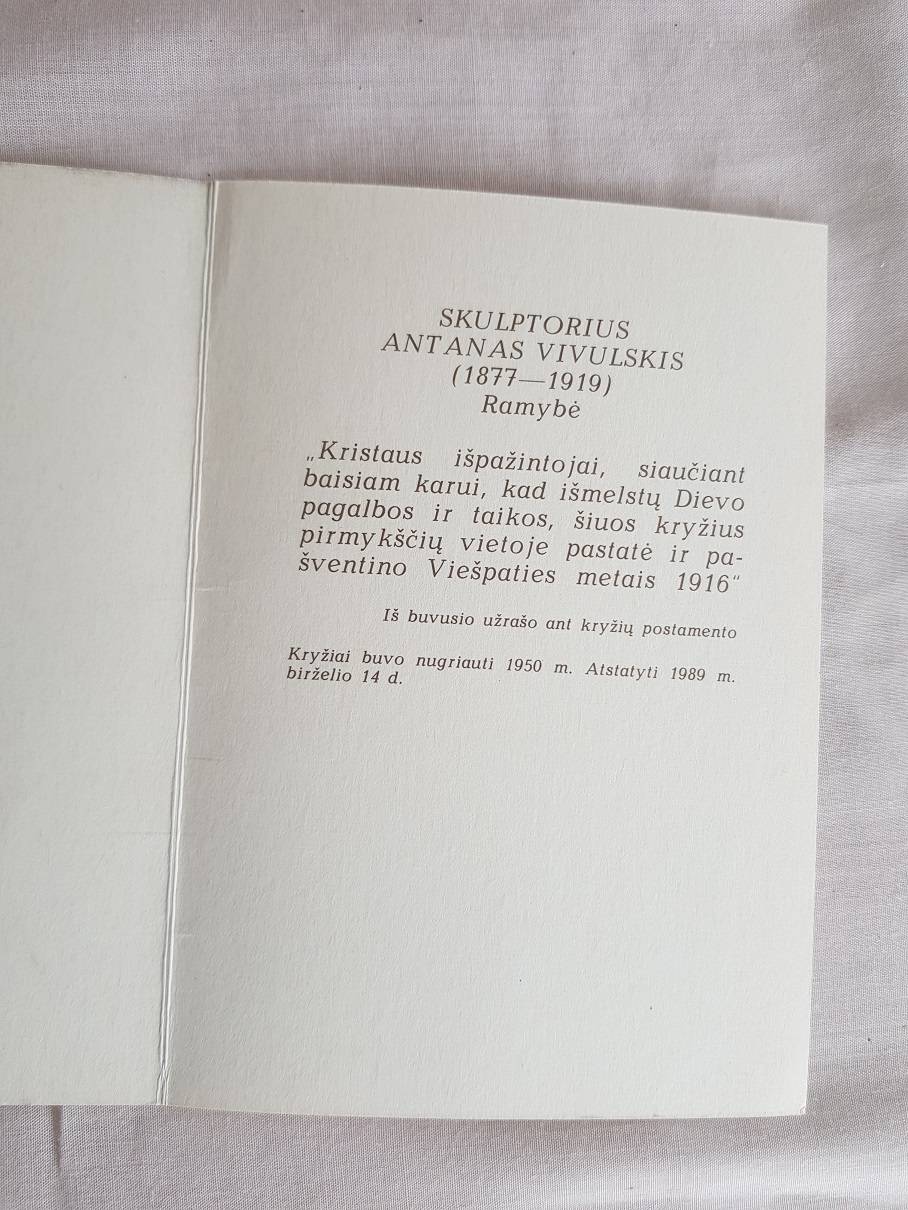 SKULPTORIUS
ANTANAS VIVULSKIS
(1877—1919)
Ramybė
„Kristaus išpažintojai, siaučiant
baisiam karui, kad išmelstų Dievo
pagalbos ir taikos, šiuos kryžius
pirmykščių vietoje pastatė ir pa-
šventino Viešpaties metais 1916“
Iš buvusio užrašo ant kryžių postamento
Kryžiai buvo nugriauti 1950 m. Atstatyti 1989 m.
birželio 14 d.